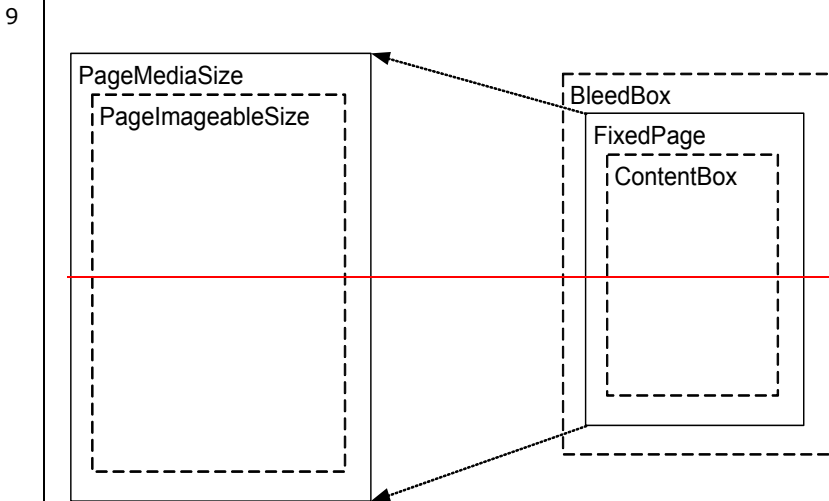 9
PageMediaSize
PageImageableSize
BleedBox
FixedPage
ContentBox